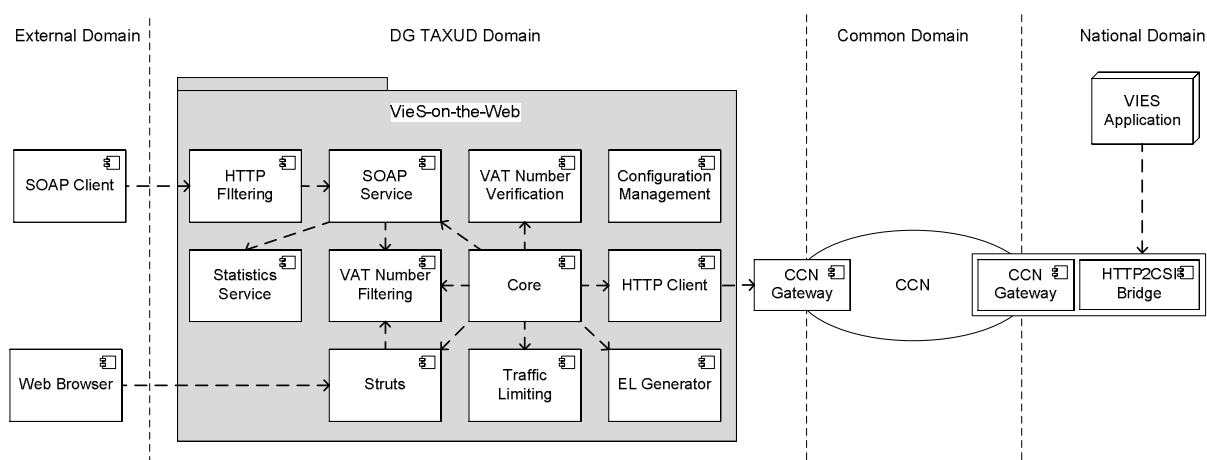 External Domain
DG TAXUD Domain
Common Domain
National Domain
VieS-on-the-Web
VIES
Application
SOAP Client
HTTP
FIltering
SOAP
Service
VAT Number
Verification
Configuration
Management
Statistics
Service
VAT Number
Filtering
Core
HTTP Client
CCN
Gateway
CCN
CCN
Gateway
HTTP2CSI
Bridge
Web Browser
Struts
Traffic
Limiting
EL Generator